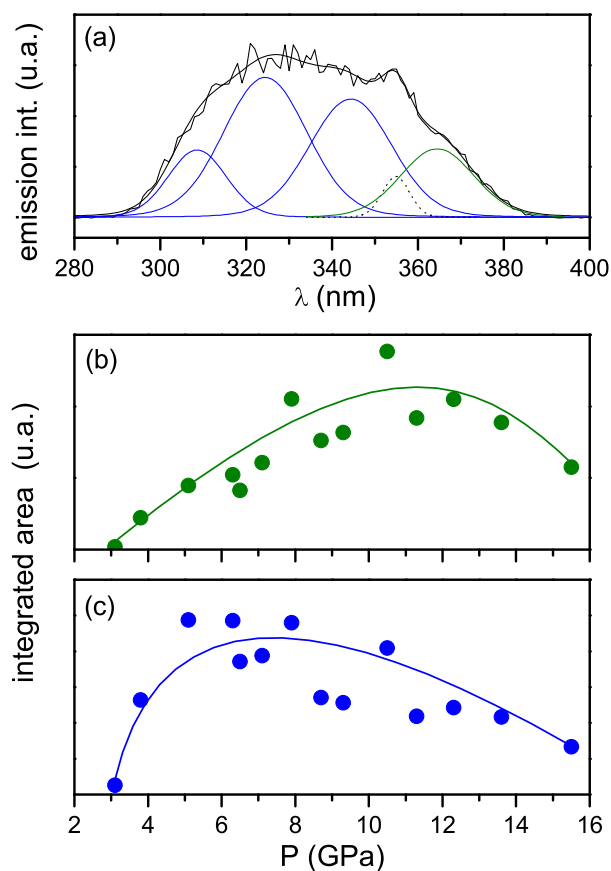 (a)
emission int. (u.a.)
280 300 320 340 360 380 400
λ (nm)
(b)
integrated area (u.a.)
(c)
2 4 6 8 10 12 14 16
P (GPa)